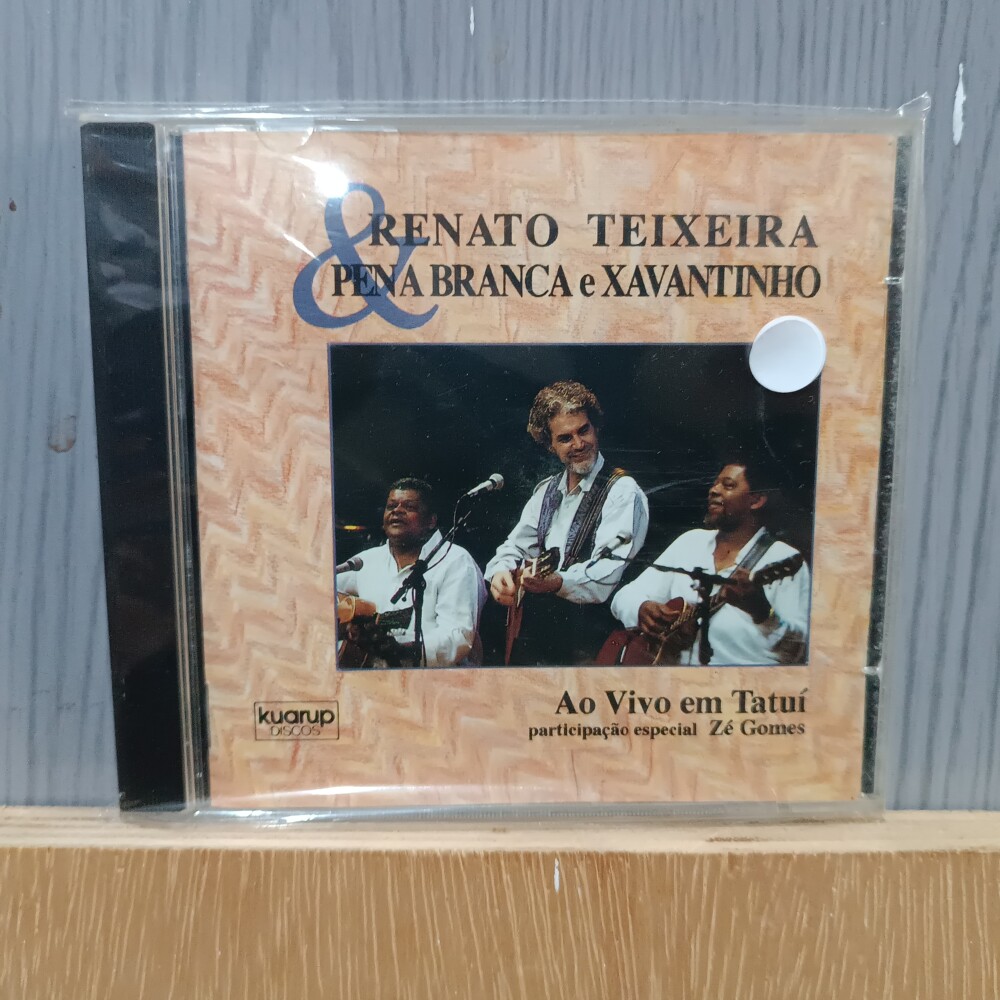 & RENATO TEIXEIRA
PENA BRANCA e XAVANTINHO
Ao Vivo em Tatuí
participação especial Zé Gomes
kuarup
DISCOS